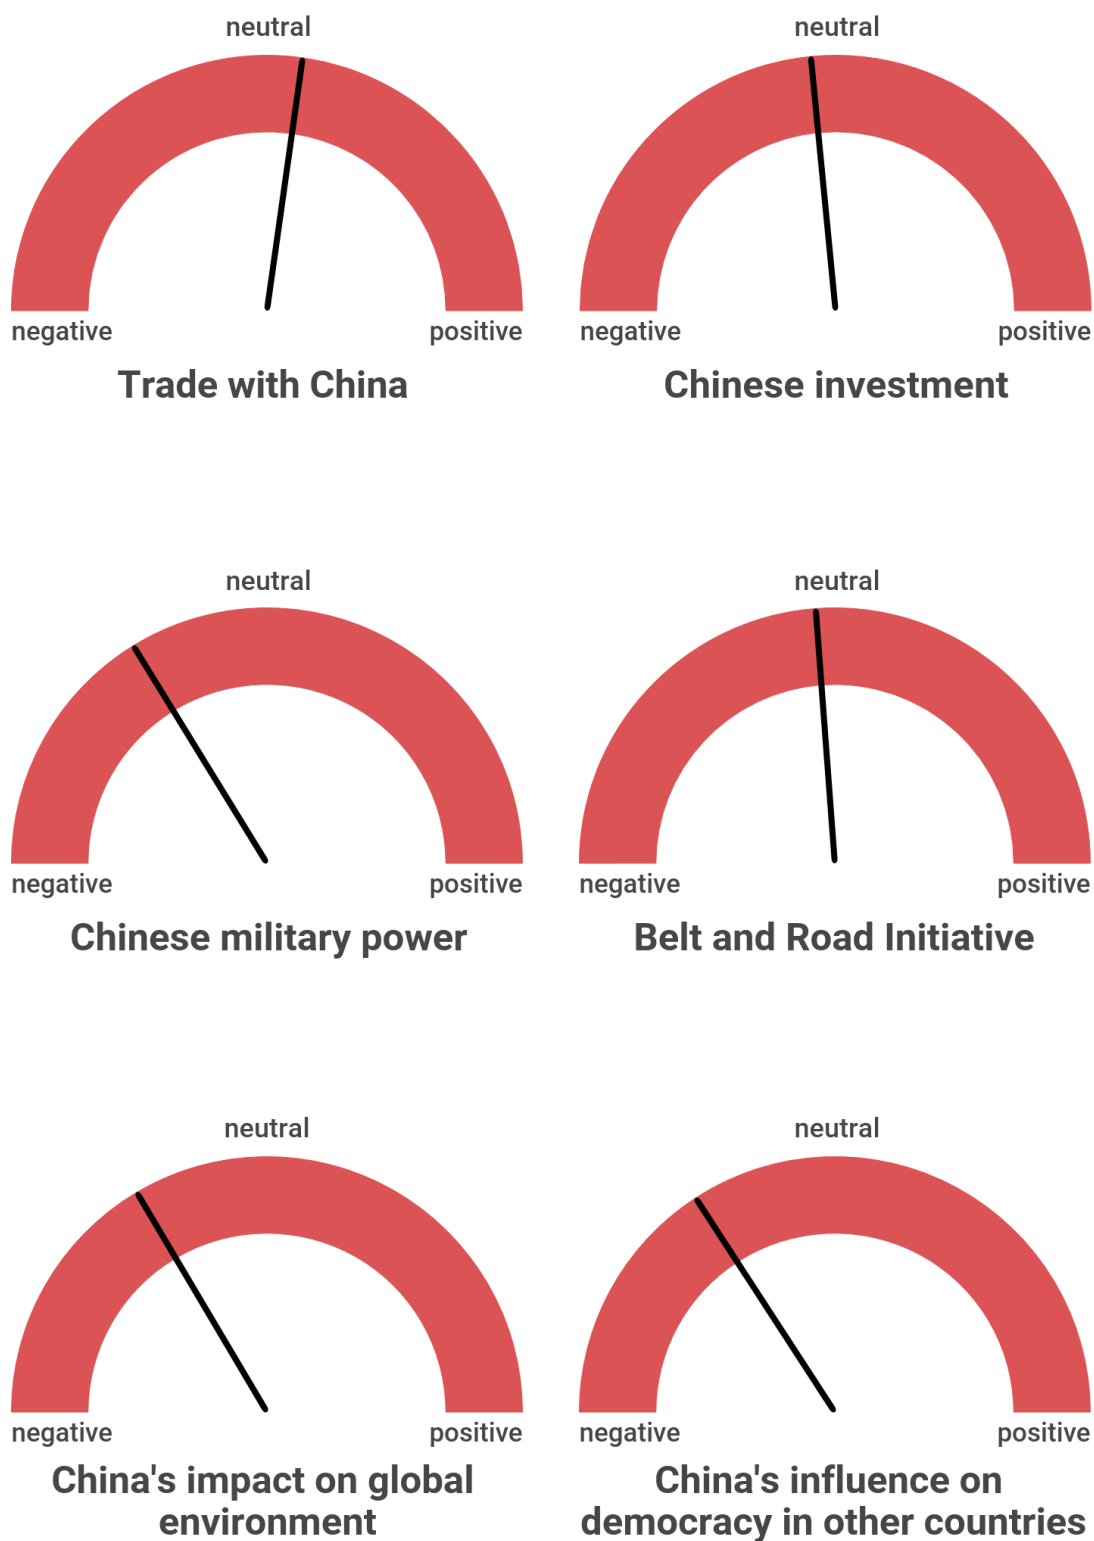 neutral
neutral
negative
positive
negative
positive
Trade with China
Chinese investment
neutral
neutral
negative
positive
negative
positive
Chinese military power
Belt and Road Initiative
neutral
neutral
negative
positive
negative
positive
China's impact on global
environment
China's influence on
democracy in other countries